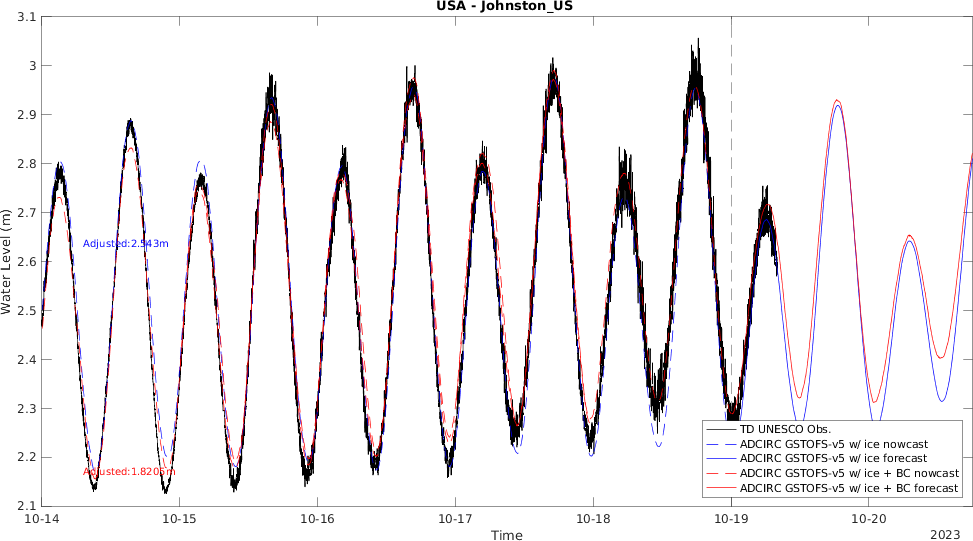 USA - Johnston_US
Water Level (m)
3.1
3
2.9
2.8
2.7
2.6
2.5
2.4
2.3
2.2
2.1
Adjusted:2.543m
Adjusted:1.8205m
TD UNESCO Obs.
ADCIRC GSTOFS-v5 w/ ice nowcast
ADCIRC GSTOFS-v5 w/ ice forecast
ADCIRC GSTOFS-v5 w/ ice + BC nowcast
ADCIRC GSTOFS-v5 w/ ice + BC forecast
10-14 10-15 10-16 10-17 10-18 10-19 10-20
Time
2023